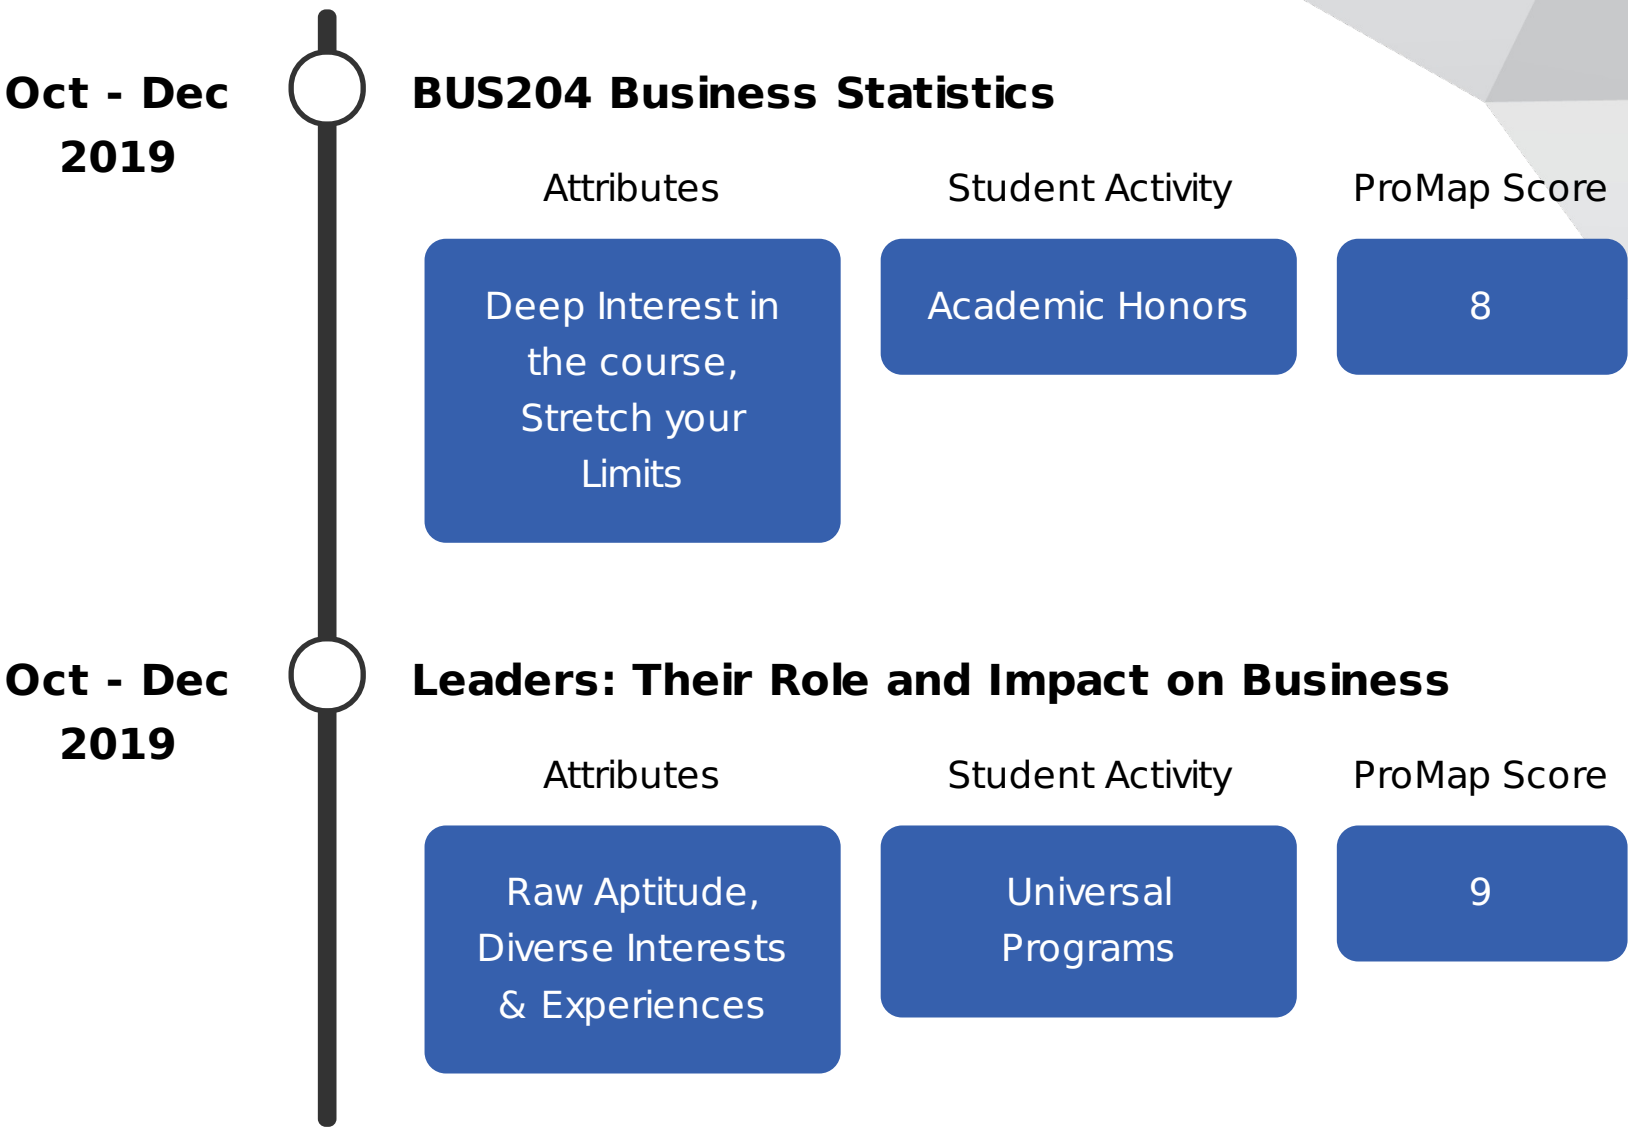 Oct - Dec
2019
BUS204 Business Statistics
Attributes
Student Activity
ProMap Score
Deep Interest in
the course,
Stretch your
Limits
Academic Honors
8
Oct - Dec
2019
Leaders: Their Role and Impact on Business
Attributes
Student Activity
ProMap Score
Raw Aptitude,
Diverse Interests
& Experiences
Universal
Programs
9